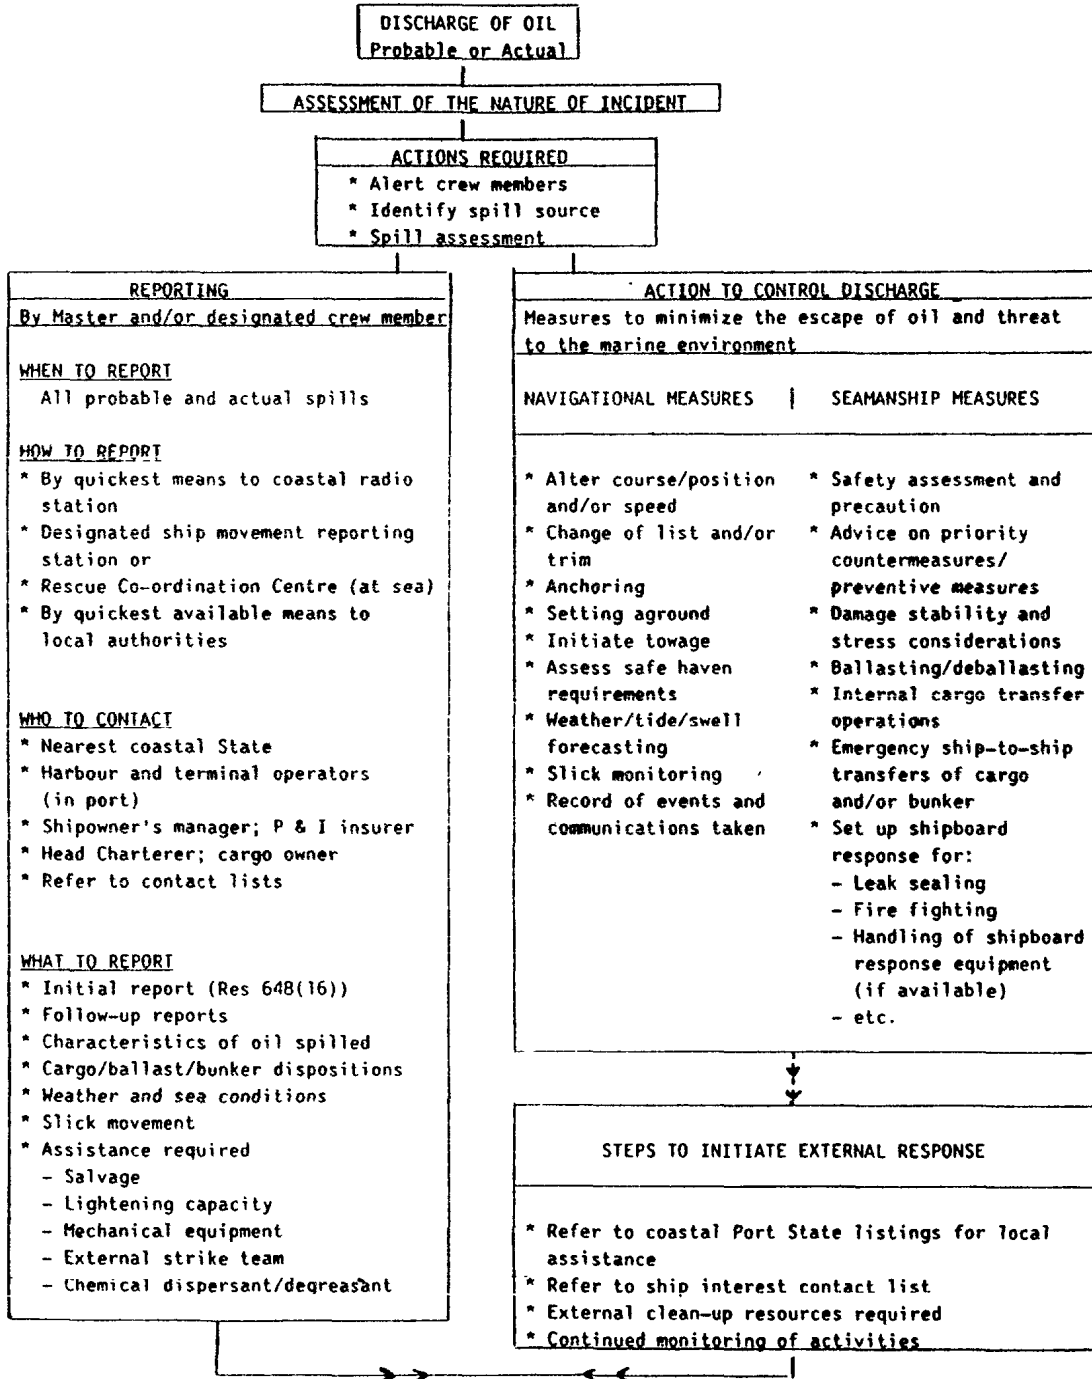 DISCHARGE OF OIL
Probable or Actual
ASSESSMENT OF THE NATURE OF INCIDENT
ACTIONS REQUIRED
* Alert crew members
* Identify spill source
* Spill assessment
REPORTING
By Master and/or designated crew member
WHEN TO REPORT
All probable and actual spills
HOW TO REPORT
* By quickest means to coastal radio
station
* Designated ship movement reporting
station or
* Rescue Co-ordination Centre (at sea)
* By quickest available means to
local authorities
WHO TO CONTACT
* Nearest coastal State
* Harbour and terminal operators
(in port)
* Shipowner's manager; P & I insurer
* Head Charterer; cargo owner
* Refer to contact lists
WHAT TO REPORT
* Initial report (Res 648(16))
* Follow-up reports
* Characteristics of oil spilled
* Cargo/ballast/bunker dispositions
* Weather and sea conditions
* Slick movement
* Assistance required
- Salvage
- Lightening capacity
- Mechanical equipment
- External strike team
- Chemical dispersant/degreasant
ACTION TO CONTROL DISCHARGE
Measures to minimize the escape of oil and threat
to the marine environment
NAVIGATIONAL MEASURES | SEAMANSHIP MEASURES
* Alter course/position
and/or speed
* Change of list and/or
trim
* Anchoring
* Setting aground
* Initiate towage
* Assess safe haven
requirements
* Weather/tide/swell
forecasting
* Slick monitoring
* Record of events and
communications taken
* Safety assessment and
precaution
* Advice on priority
countermeasures/
preventive measures
* Damage stability and
stress considerations
* Ballasting/deballasting
* Internal cargo transfer
operations
* Emergency ship-to-ship
transfers of cargo
and/or bunker
* Set up shipboard
response for:
- Leak sealing
- Fire fighting
- Handling of shipboard
response equipment
(if available)
- etc.
STEPS TO INITIATE EXTERNAL RESPONSE
* Refer to coastal Port State listings for local
assistance
* Refer to ship interest contact list
* External clean-up resources required
* Continued monitoring of activities